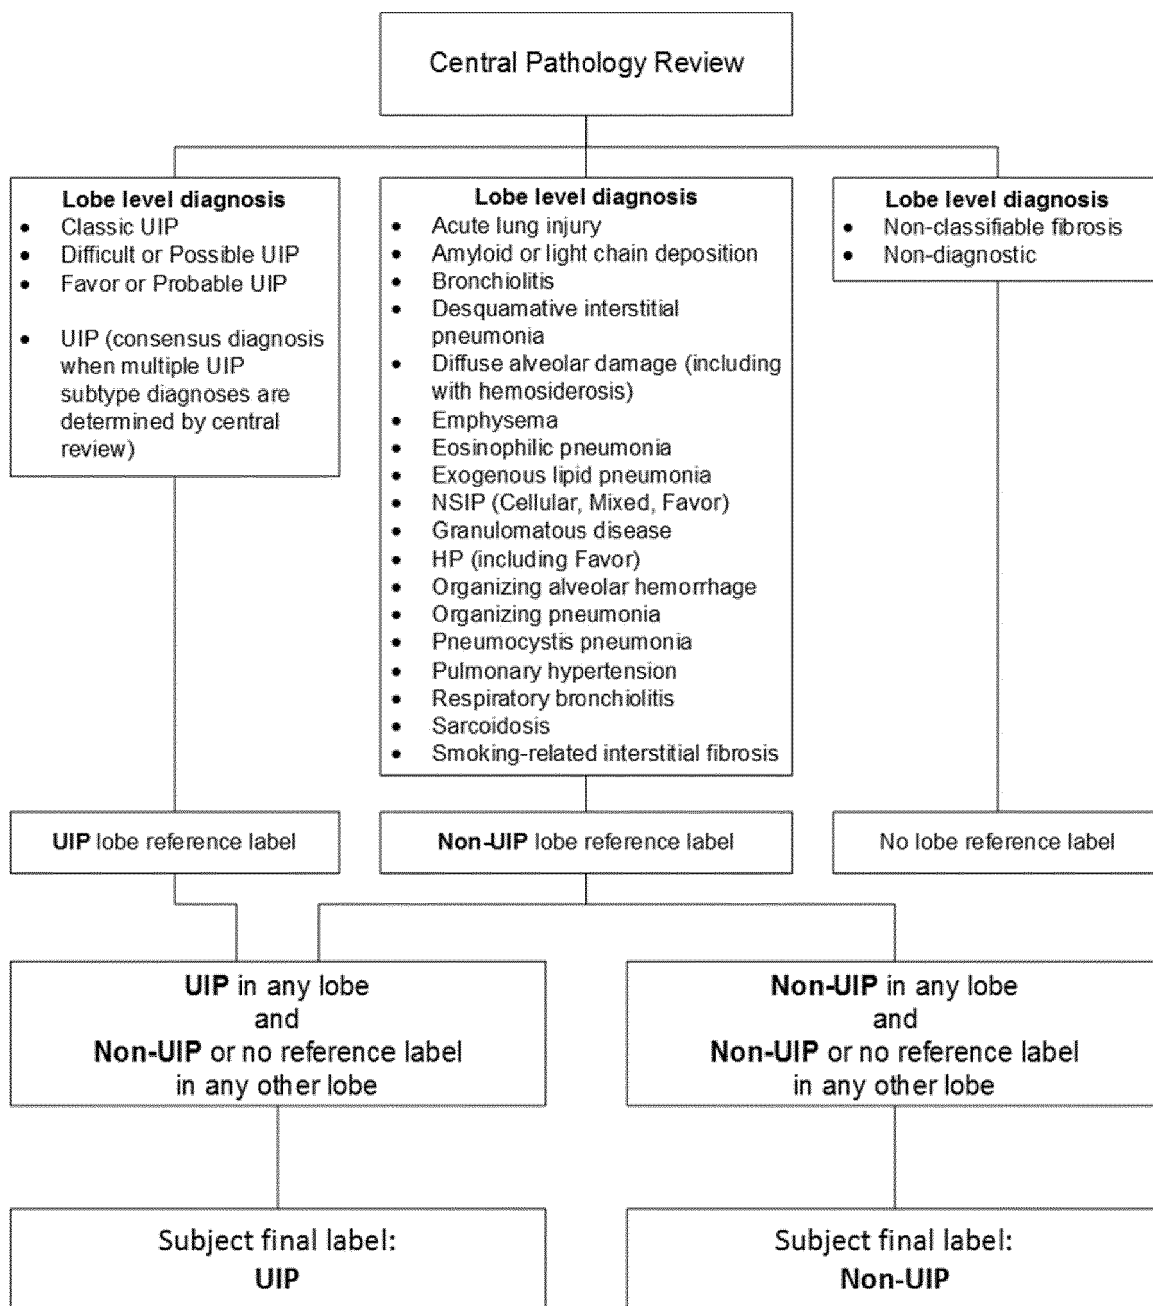 Central Pathology Review
Lobe level diagnosis
• Classic UIP
• Difficult or Possible UIP
• Favor or Probable UIP
• UIP (consensus diagnosis
when multiple UIP
subtype diagnoses are
determined by central
review)
Lobe level diagnosis
• Acute lung injury
• Amyloid or light chain deposition
• Bronchiolitis
• Desquamative interstitial
pneumonia
• Diffuse alveolar damage (including
with hemosiderosis)
• Emphysema
• Eosinophilic pneumonia
• Exogenous lipid pneumonia
• NSIP (Cellular, Mixed, Favor)
• Granulomatous disease
• HP (including Favor)
• Organizing alveolar hemorrhage
• Organizing pneumonia
• Pneumocystis pneumonia
• Pulmonary hypertension
• Respiratory bronchiolitis
• Sarcoidosis
• Smoking-related interstitial fibrosis
Lobe level diagnosis
• Non-classifiable fibrosis
• Non-diagnostic
UIP lobe reference label
Non-UIP lobe reference label
No lobe reference label
UIP in any lobe
and
Non-UIP or no reference label
in any other lobe
Non-UIP in any lobe
and
Non-UIP or no reference label
in any other lobe
Subject final label:
UIP
Subject final label:
Non-UIP